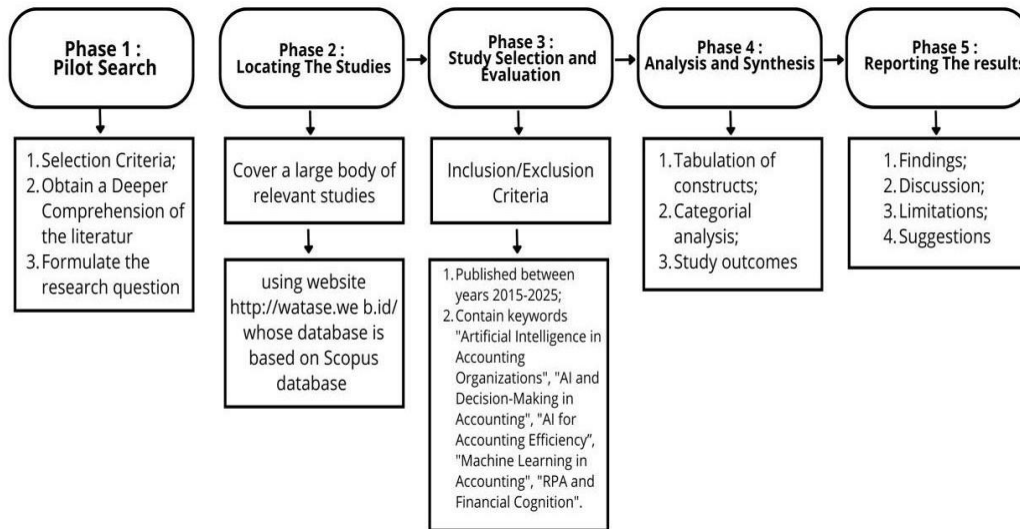 Phase 1 :
Pilot Search
1. Selection Criteria;
2. Obtain a Deeper
Comprehension of
the literatur
3. Formulate the
research question
Phase 2 :
Locating The Studies
Cover a large body of
relevant studies
using website
http://watase.we b.id/
whose database is
based on Scopus
database
Phase 3 :
Study Selection and
Evaluation
Inclusion/Exclusion
Criteria
1. Published between
years 2015-2025;
2. Contain keywords
"Artificial Intelligence in
Accounting
Organizations", "AI and
Decision-Making in
Accounting", "AI for
Accounting Efficiency",
"Machine Learning in
Accounting", "RPA and
Financial Cognition".
Phase 4 :
Analysis and Synthesis
1. Tabulation of
constructs;
2. Categorial
analysis;
3. Study outcomes
Phase 5 :
Reporting The results
1. Findings;
2. Discussion;
3. Limitations;
4. Suggestions